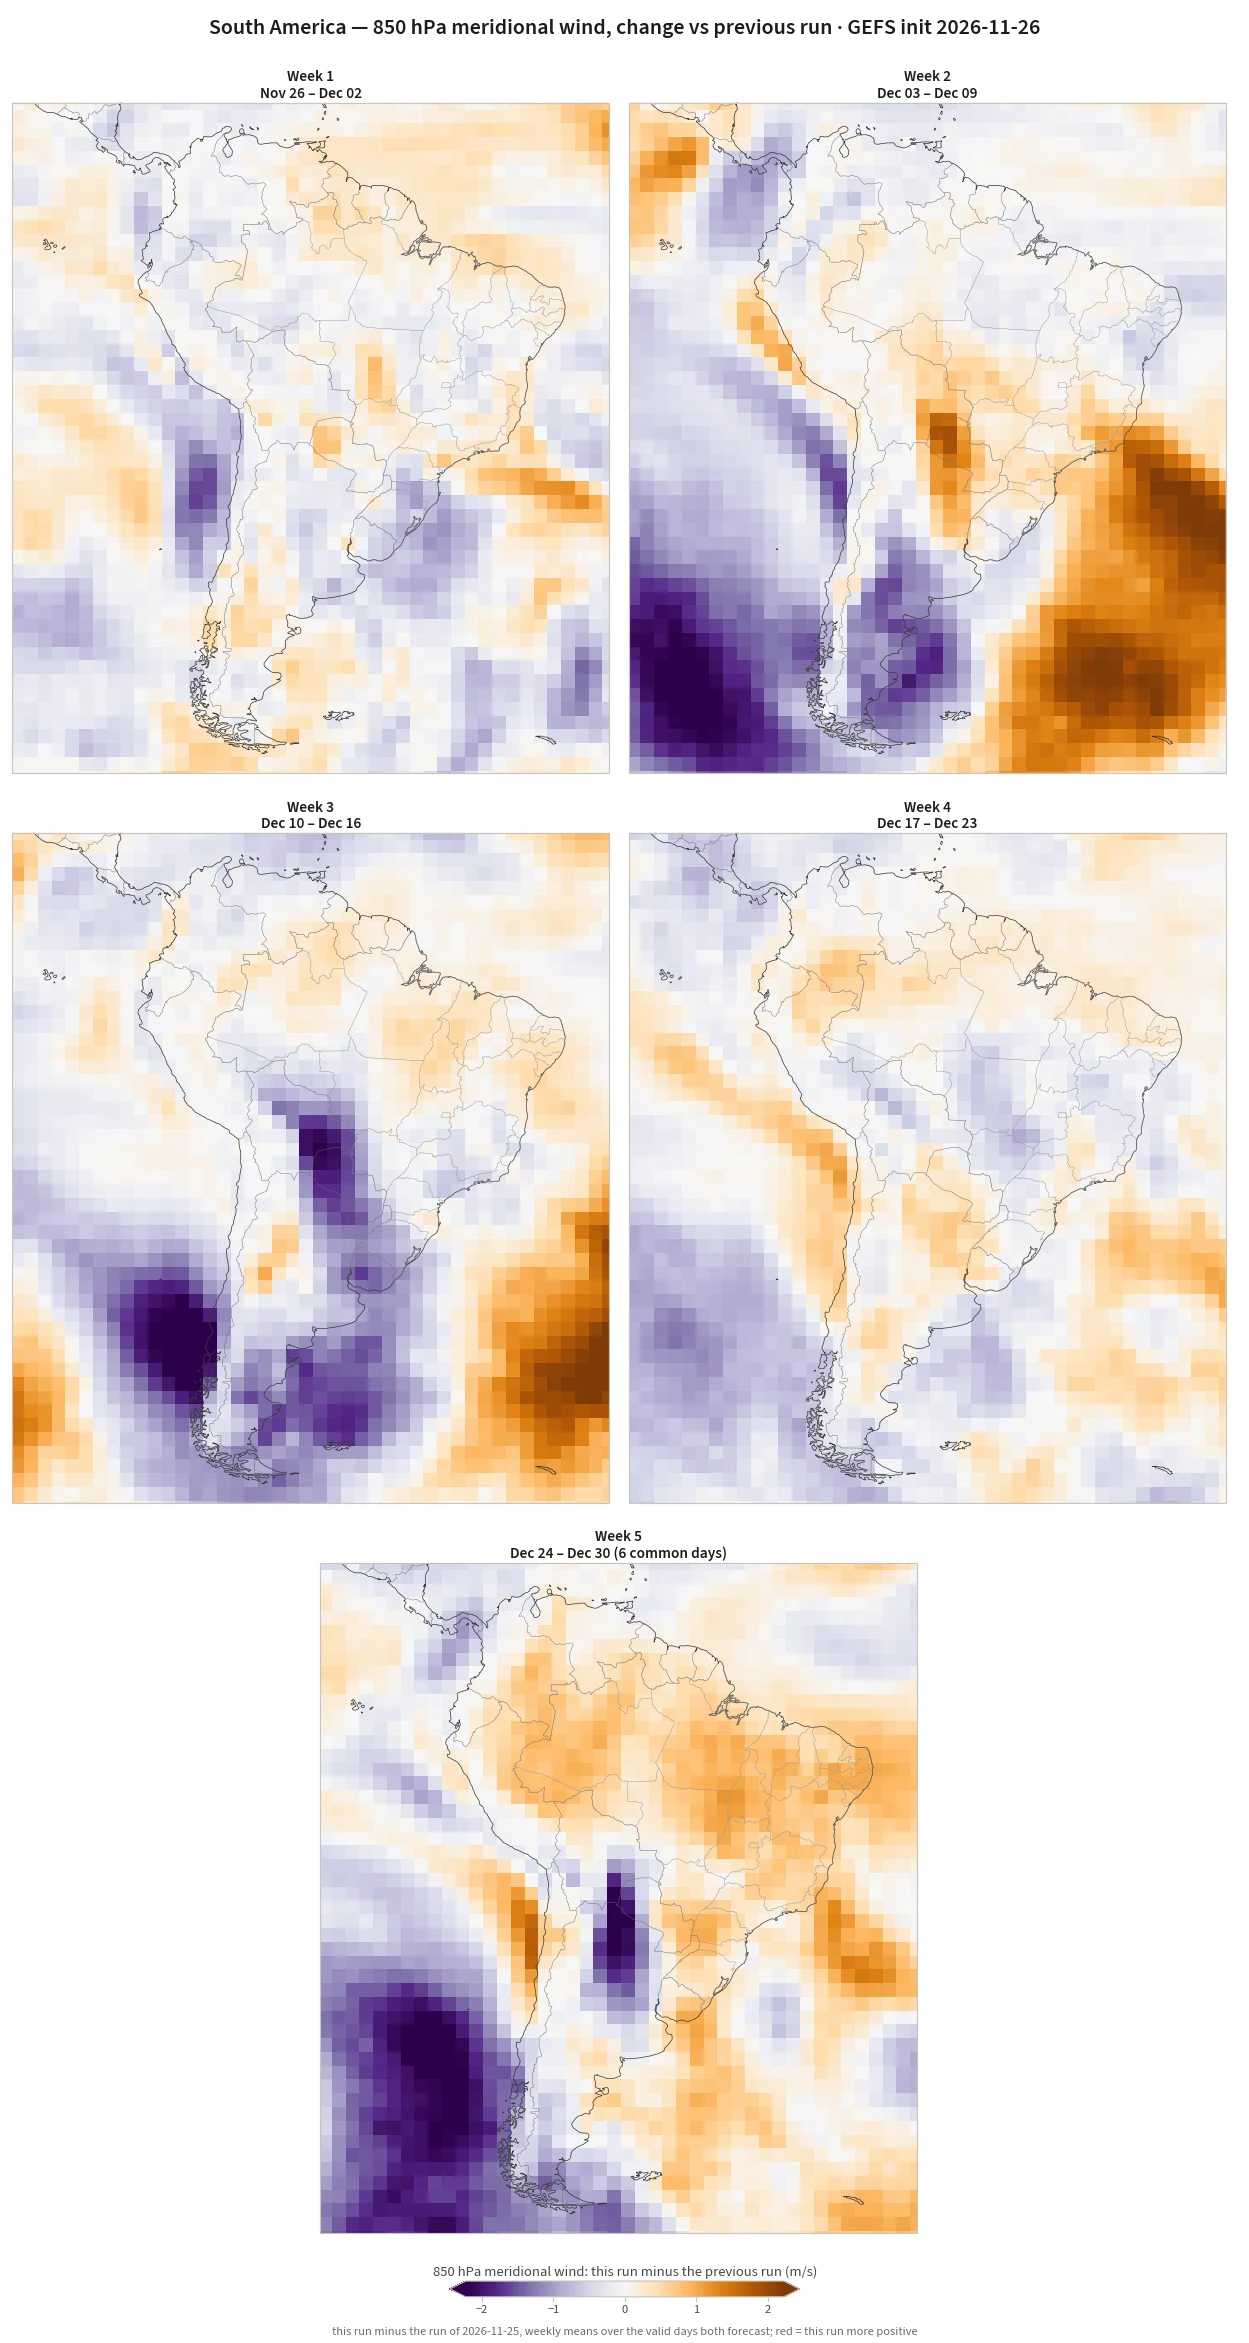 South America — 850 hPa meridional wind, change vs previous run · GEFS init 2026-11-26
Week 1
Nov 26 – Dec 02
Week 2
Dec 03 – Dec 09
Week 3
Dec 10 – Dec 16
Week 4
Dec 17 – Dec 23
Week 5
Dec 24 – Dec 30 (6 common days)
850 hPa meridional wind: this run minus the previous run (m/s)
−2 −1 0 1 2
this run minus the run of 2026-11-25, weekly means over the valid days both forecast; red = this run more positive